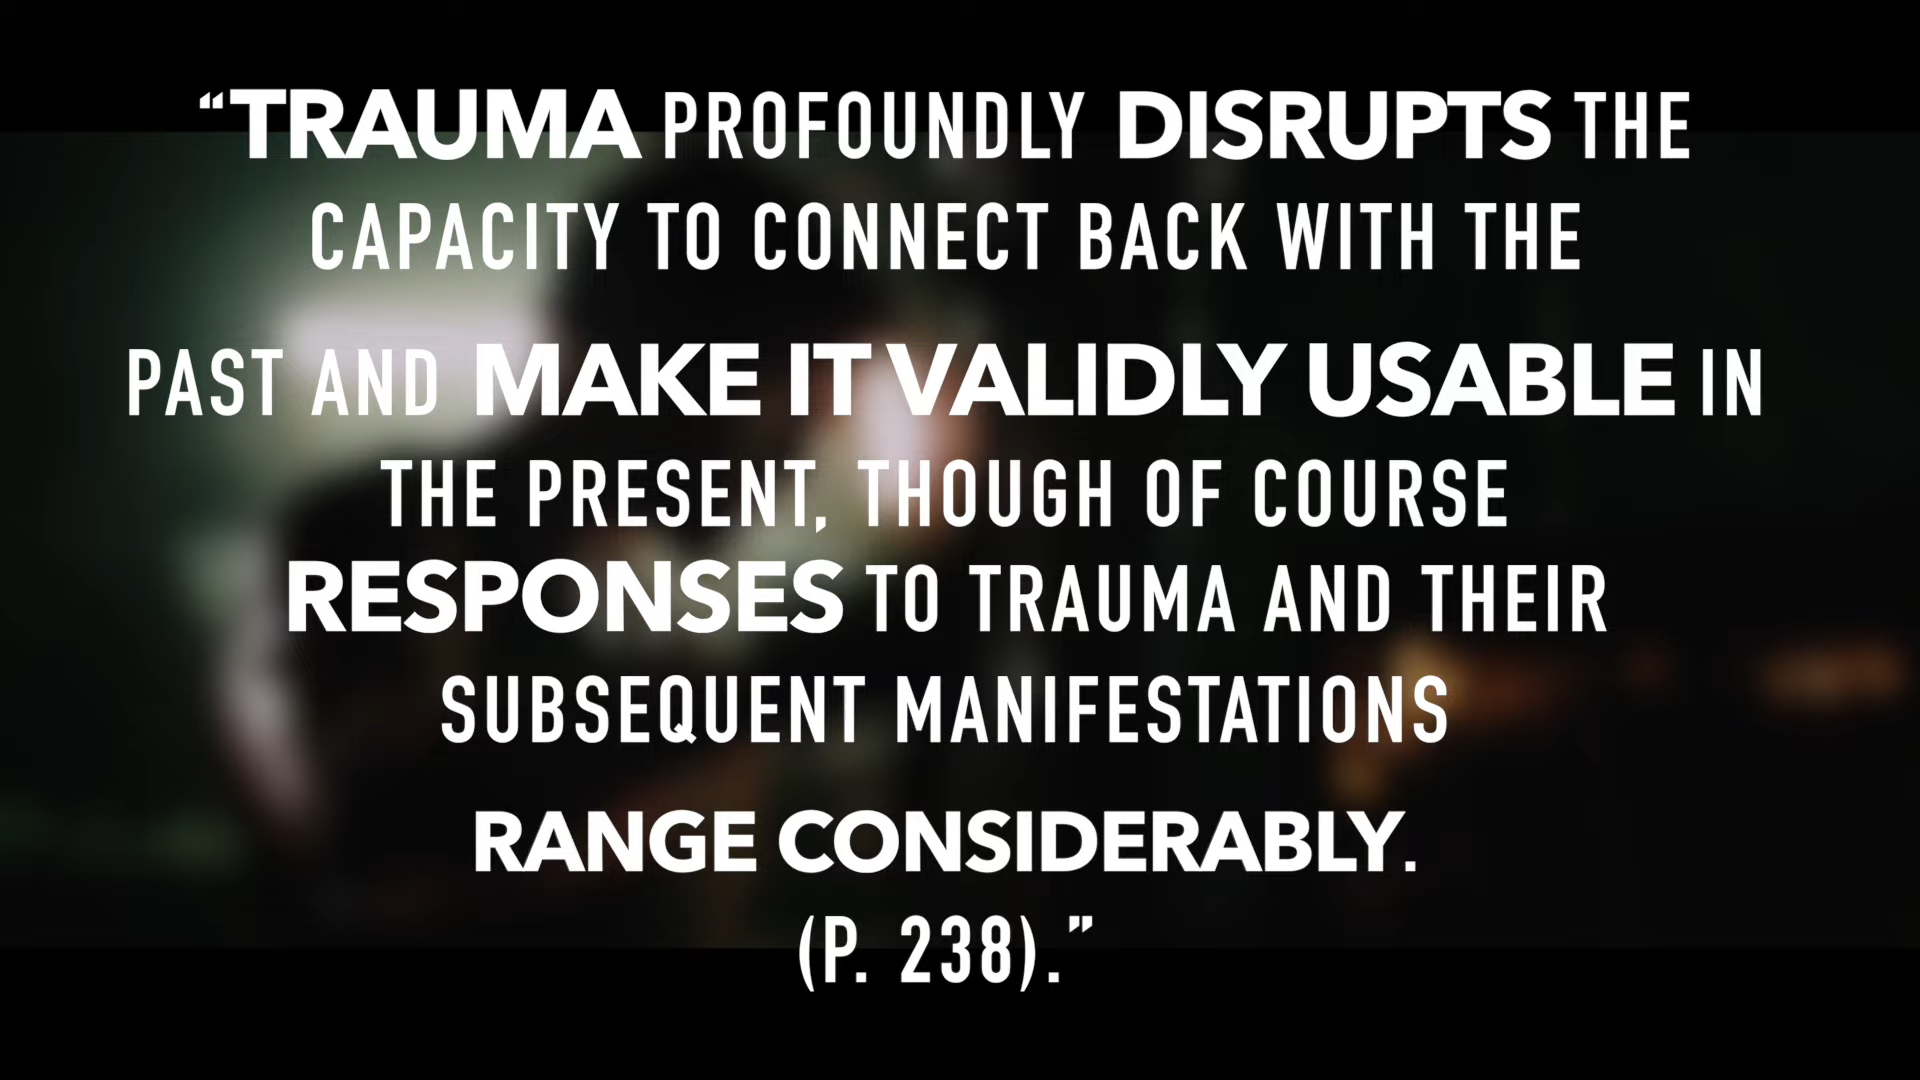 “TRAUMA PROFOUNDLY DISRUPTS THE
CAPACITY TO CONNECT BACK WITH THE
PAST AND MAKE IT VALIDLY USABLE IN
THE PRESENT, THOUGH OF COURSE
RESPONSES TO TRAUMA AND THEIR
SUBSEQUENT MANIFESTATIONS
RANGE CONSIDERABLY.
(P. 238).”